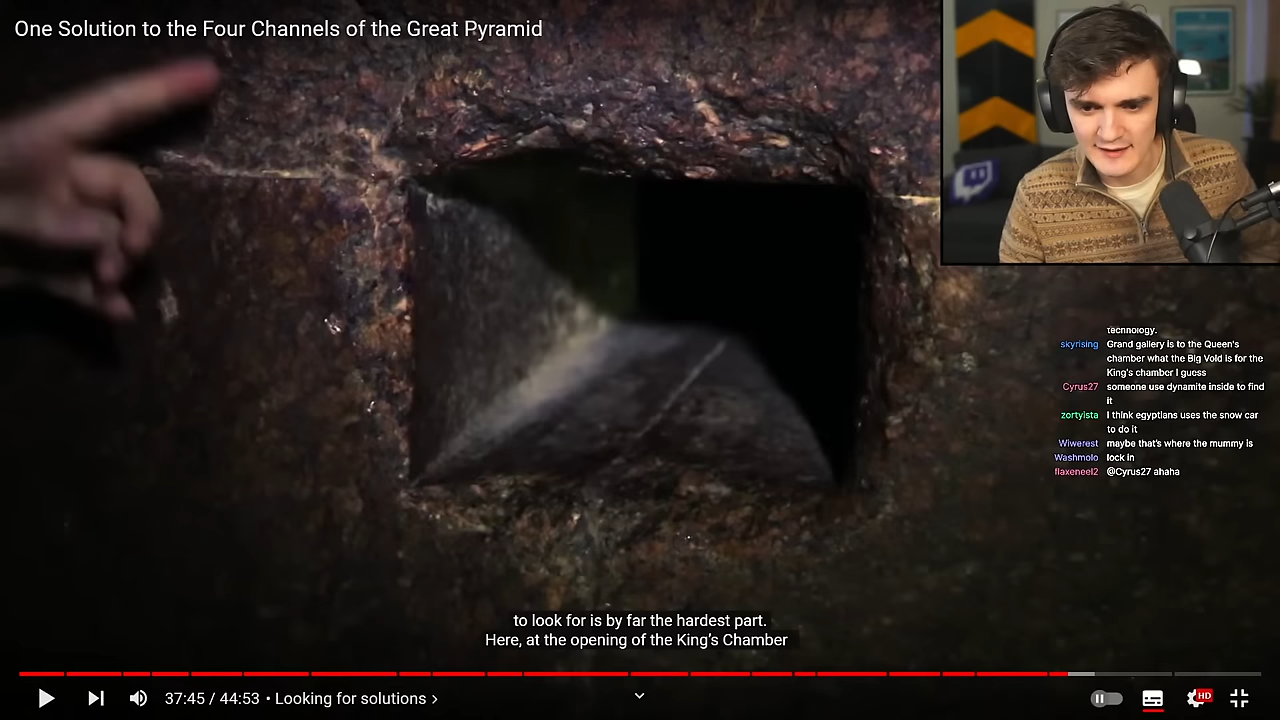 One Solution to the Four Channels of the Great Pyramid
technology.
skyrising Grand gallery is to the Queen's
chamber what the Big Void is for the
King's chamber I guess
Cyrus27 someone use dynamite inside to find
it
zortyista I think egyptians uses the snow car
to do it
Wiwerest maybe that's where the mummy is
Washmolo lock in
flaxeneel2 @Cyrus27 ahaha
to look for is by far the hardest part.
Here, at the opening of the King's Chamber
37:45 / 44:53 • Looking for solutions ›
HD